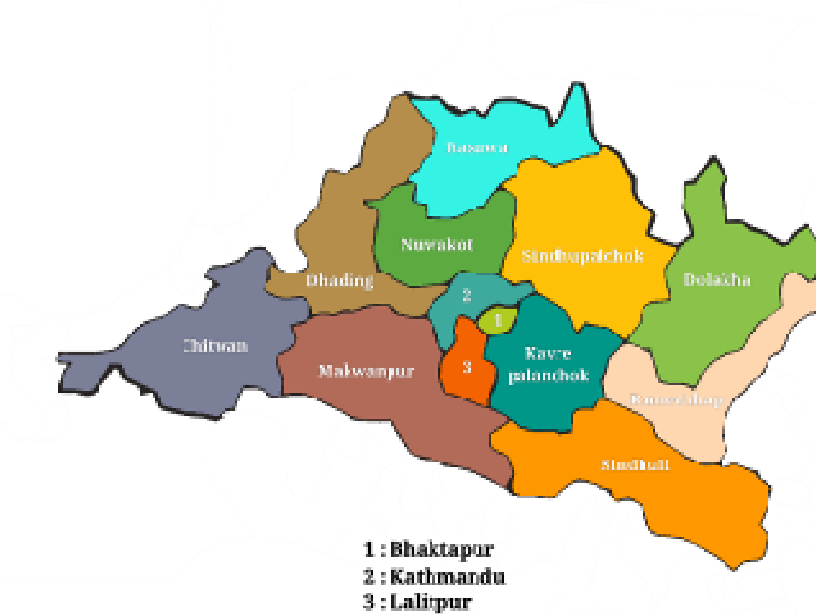 Rasuwa
Nuwakot
Sindhupalchok
Dhading
Dolakha
2
1
Chitwan
Makwanpur
3
Kavre
palanchok
Sindhuli
1 : Bhaktapur
2 : Kathmandu
3 : Lalitpur